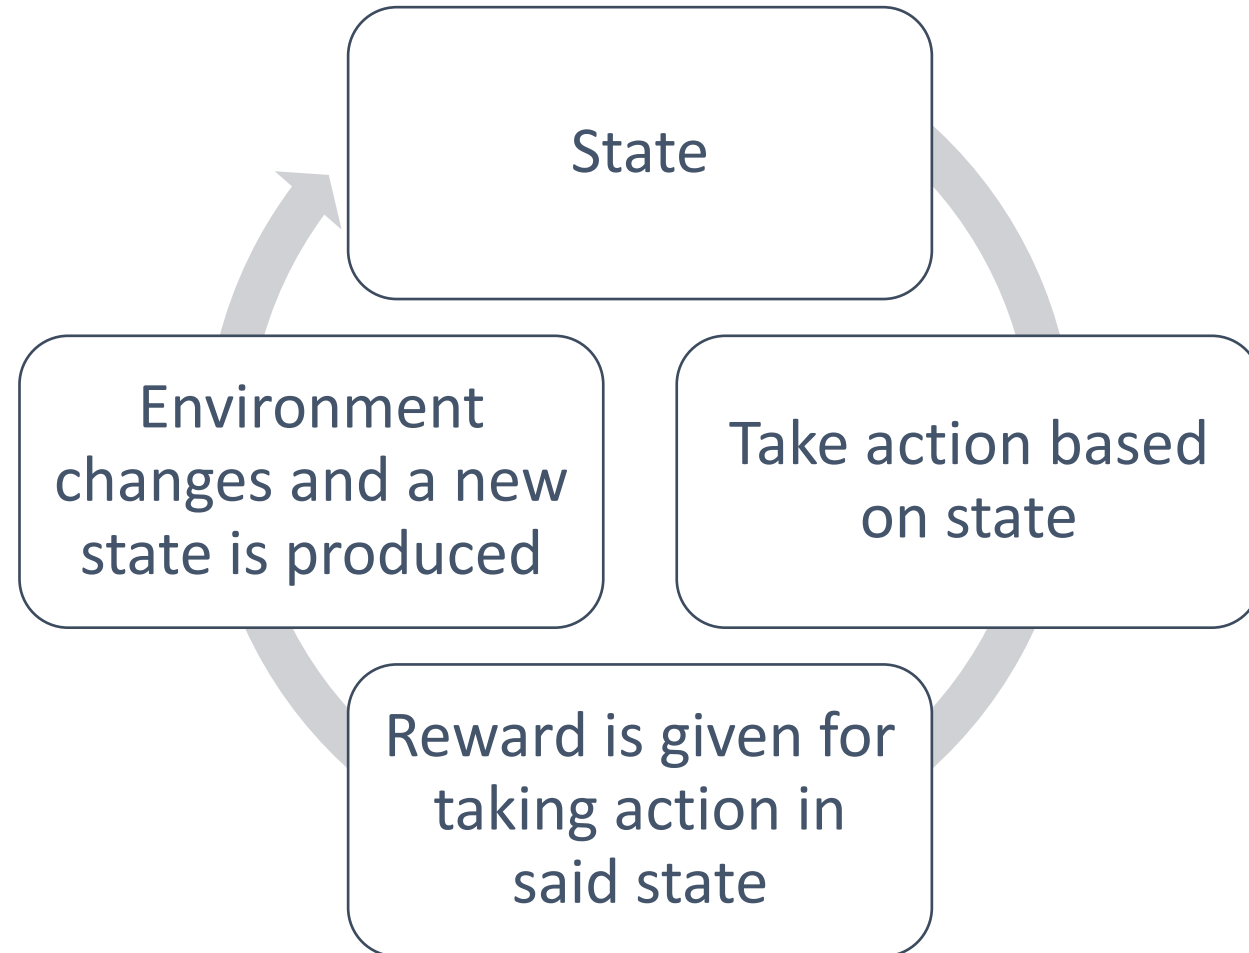 State
Take action based
on state
Reward is given for
taking action in
said state
Environment
changes and a new
state is produced